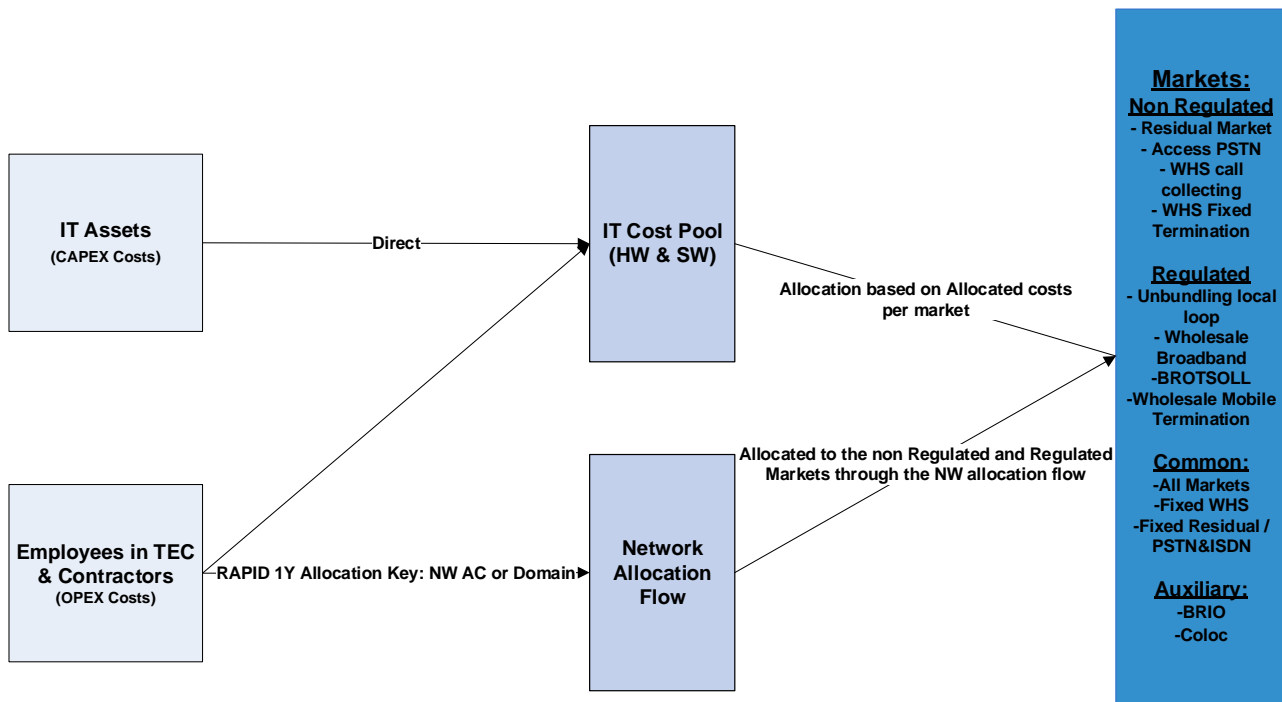 IT Assets
(CAPEX Costs)
Employees in TEC
& Contractors
(OPEX Costs)
Direct
RAPID 1Y Allocation Key: NW AC or Domain
IT Cost Pool
(HW & SW)
Network
Allocation
Flow
Allocation based on Allocated costs
per market
Allocated to the non Regulated and Regulated
Markets through the NW allocation flow
Markets:
Non Regulated
- Residual Market
- Access PSTN
- WHS call
collecting
- WHS Fixed
Termination
Regulated
- Unbundling local
loop
- Wholesale
Broadband
-BROTSOLL
-Wholesale Mobile
Termination
Common:
-All Markets
-Fixed WHS
-Fixed Residual /
PSTN&ISDN
Auxiliary:
-BRIO
-Coloc